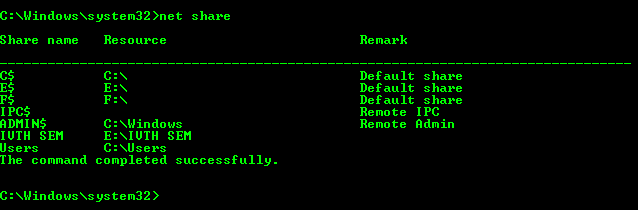 C:\Windows\system32>net share
Share name   Resource                        Remark
-------------------------------------------------------------------------------
C$           C:\                             Default share
E$           E:\                             Default share
F$           F:\                             Default share
IPC$                                         Remote IPC
ADMIN$       C:\Windows                      Remote Admin
IVTH SEM     E:\IVTH SEM
Users        C:\Users
The command completed successfully.
C:\Windows\system32>